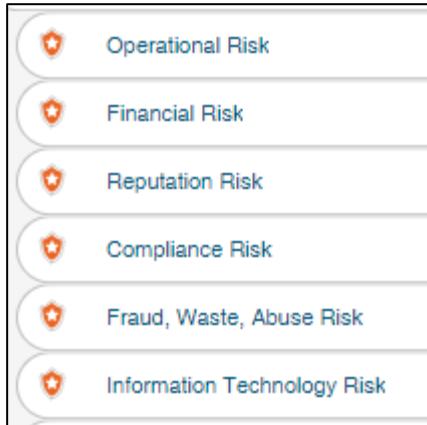 Operational Risk
Financial Risk
Reputation Risk
Compliance Risk
Fraud, Waste, Abuse Risk
Information Technology Risk